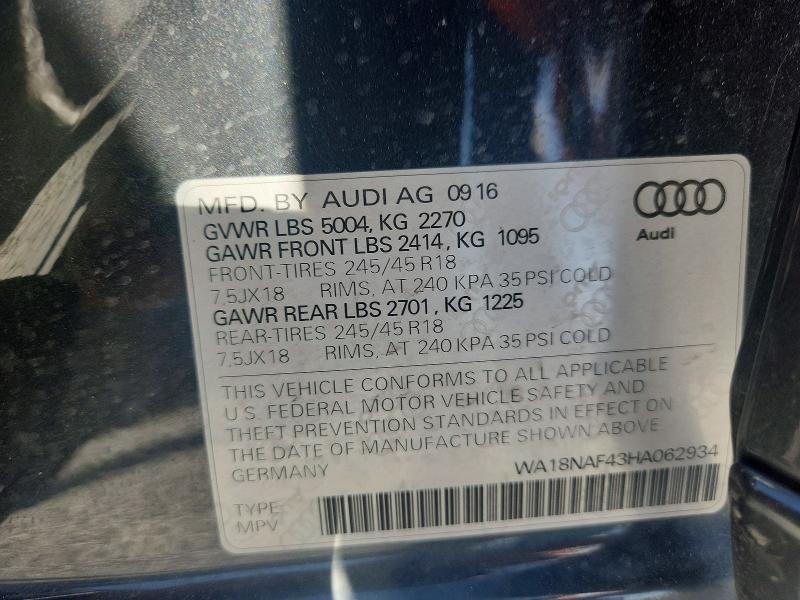 MFD. BY AUDI AG 09 16
GVWR LBS 5004, KG 2270
GAWR FRONT LBS 2414, KG 1095
FRONT-TIRES 245/45 R18
7,5JX18 RIMS, AT 240 KPA 35 PSI COLD
GAWR REAR LBS 2701, KG 1225
REAR-TIRES 245/45 R18
7,5JX18 RIMS, AT 240 KPA 35 PSI COLD
Audi
THIS VEHICLE CONFORMS TO ALL APPLICABLE
U.S. FEDERAL MOTOR VEHICLE SAFETY AND
THEFT PREVENTION STANDARDS IN EFFECT ON
THE DATE OF MANUFACTURE SHOWN ABOVE.
GERMANY WA18NAF43HA062934
TYPE
MPV